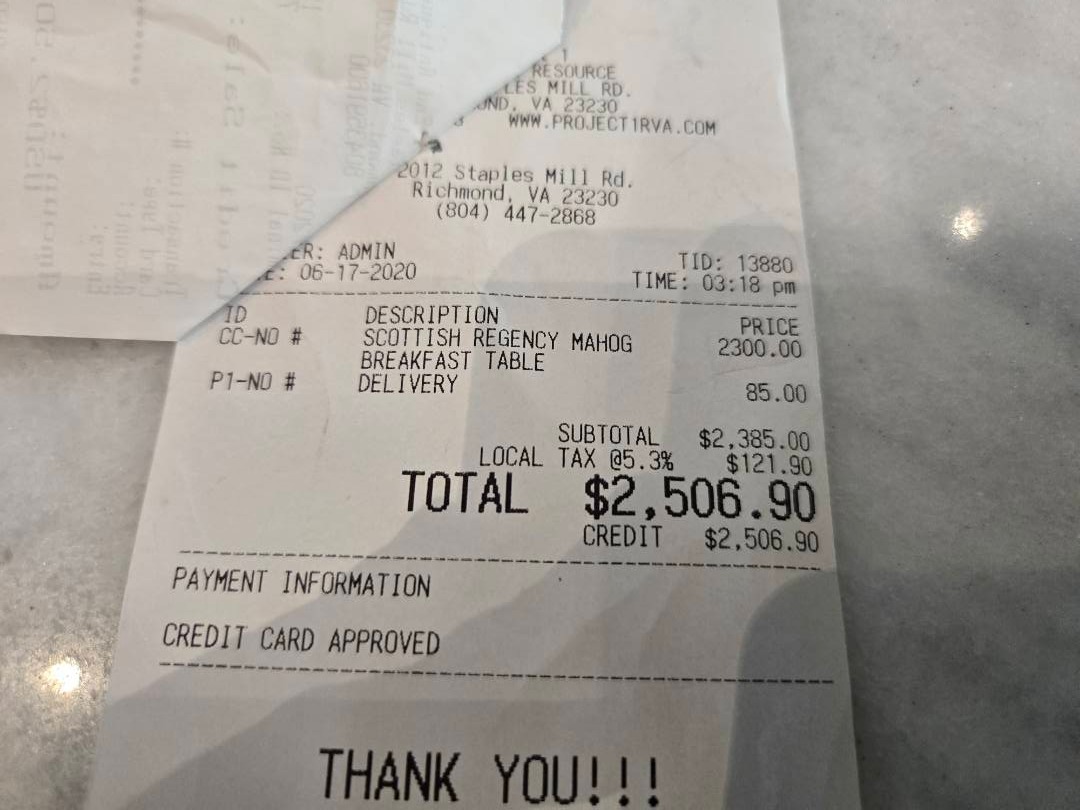 1
RESOURCE
LES MILL RD.
OND, VA 23230
WWW.PROJECT1RVA.COM
2012 Staples Mill Rd.
Richmond, VA 23230
(804) 447-2868
ER: ADMIN TID: 13880
E: 06-17-2020 TIME: 03:18 pm
ID DESCRIPTION PRICE
CC-NO # SCOTTISH REGENCY MAHOG 2300.00
BREAKFAST TABLE
P1-NO # DELIVERY 85.00
SUBTOTAL $2,385.00
LOCAL TAX @5.3% $121.90
TOTAL $2,506.90
CREDIT $2,506.90
PAYMENT INFORMATION
CREDIT CARD APPROVED
THANK YOU!!!